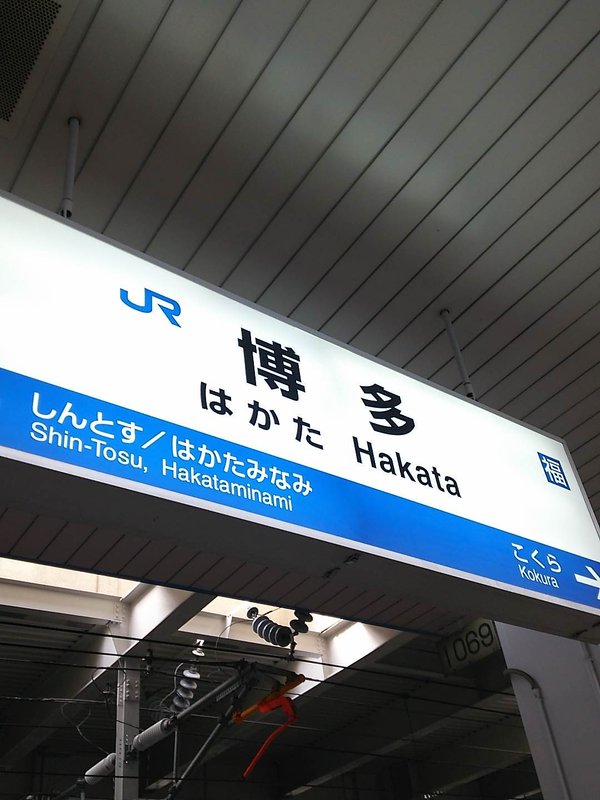 JR
博多
はかた Hakata
福
しんとす／はかたみなみ
Shin-Tosu, Hakataminami
こくら
Kokura
1069